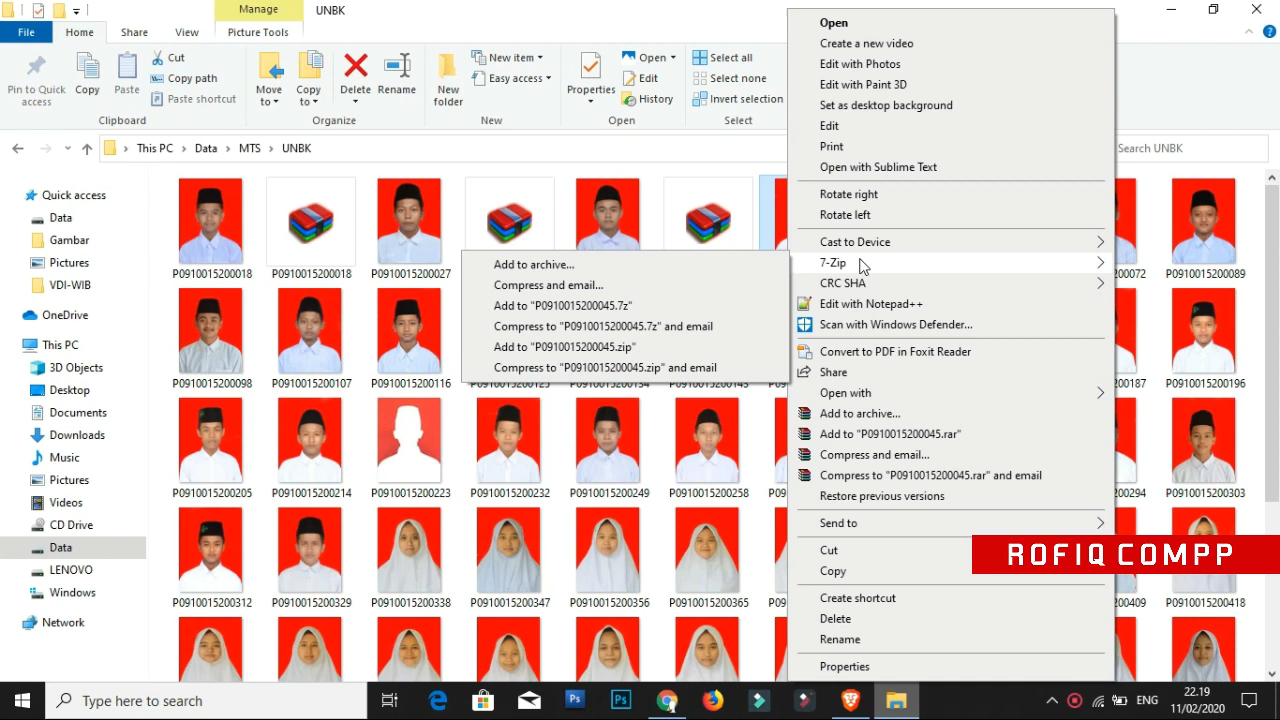 Manage
UNBK
File
Home
Share
View
Picture Tools
Pin to Quick access
Copy
Paste
Cut
Copy path
Paste shortcut
Clipboard
Move to
Copy to
Delete
Rename
Organize
New folder
New item
Easy access
New
Properties
Open
Edit
History
Open
Select all
Select none
Invert selection
Select
This PC
Data
MTS
UNBK
Search UNBK
Quick access
Data
Gambar
Pictures
VDI-WIB
OneDrive
This PC
3D Objects
Desktop
Documents
Downloads
Music
Pictures
Videos
CD Drive
Data
LENOVO
Windows
Network
P0910015200018
P0910015200018
P0910015200027
P0910015200089
P0910015200098
P0910015200107
P0910015200116
P0910015200196
P0910015200205
P0910015200214
P0910015200223
P0910015200232
P0910015200249
P0910015200258
P0910015200303
P0910015200312
P0910015200329
P0910015200338
P0910015200347
P0910015200356
P0910015200365
P0910015200418
Add to archive...
Compress and email...
Add to "P0910015200045.7z"
Compress to "P0910015200045.7z" and email
Add to "P0910015200045.zip"
Compress to "P0910015200045.zip" and email
Open
Create a new video
Edit with Photos
Edit with Paint 3D
Set as desktop background
Edit
Print
Open with Sublime Text
Rotate right
Rotate left
Cast to Device
7-Zip
CRC SHA
Edit with Notepad++
Scan with Windows Defender...
Convert to PDF in Foxit Reader
Share
Open with
Add to archive...
Add to "P0910015200045.rar"
Compress and email...
Compress to "P0910015200045.rar" and email
Restore previous versions
Send to
Cut
Copy
Create shortcut
Delete
Rename
Properties
ROFIQ COMPP
Type here to search
Ps
Ps
ENG
22.19
11/02/2020